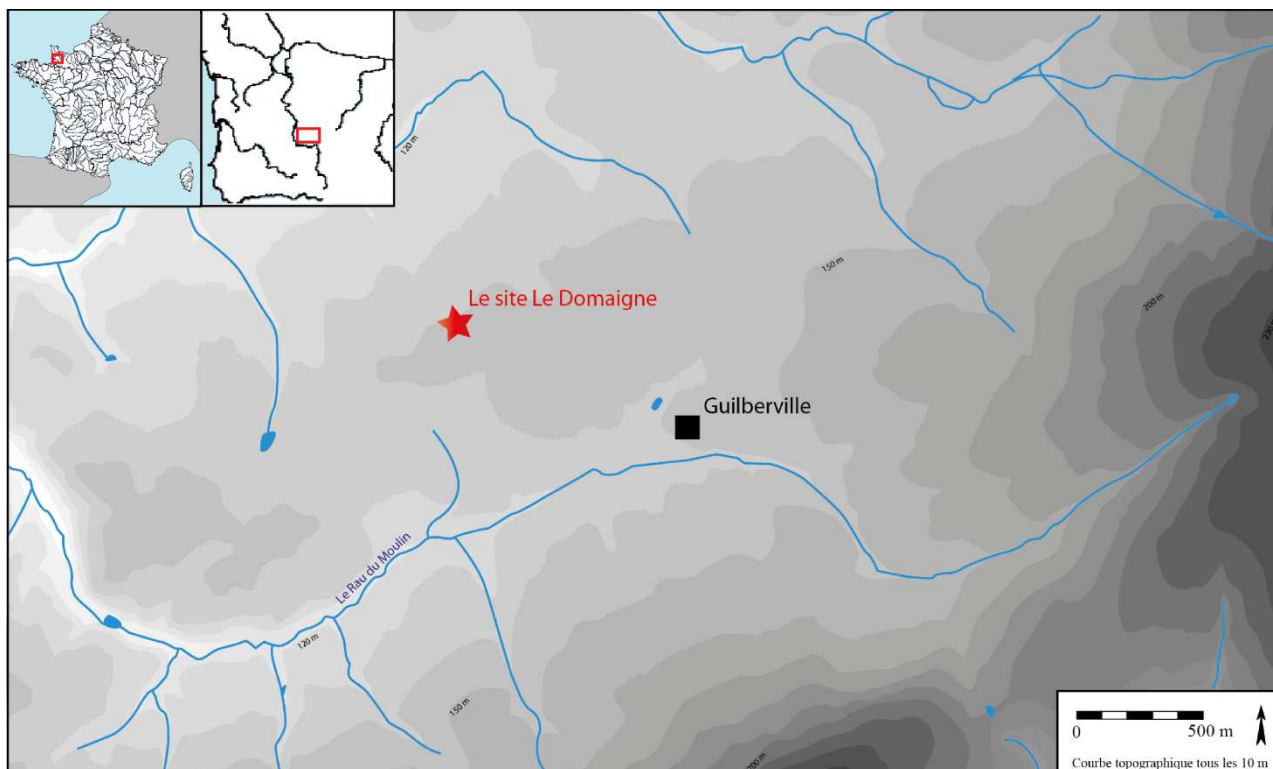 120 m
Le site Le Domaigne
150 m
200 m
230 m
Guilberville
Le Rau du Moulin
120 m
150 m
200 m
0 500 m
Courbe topographique tous les 10 m